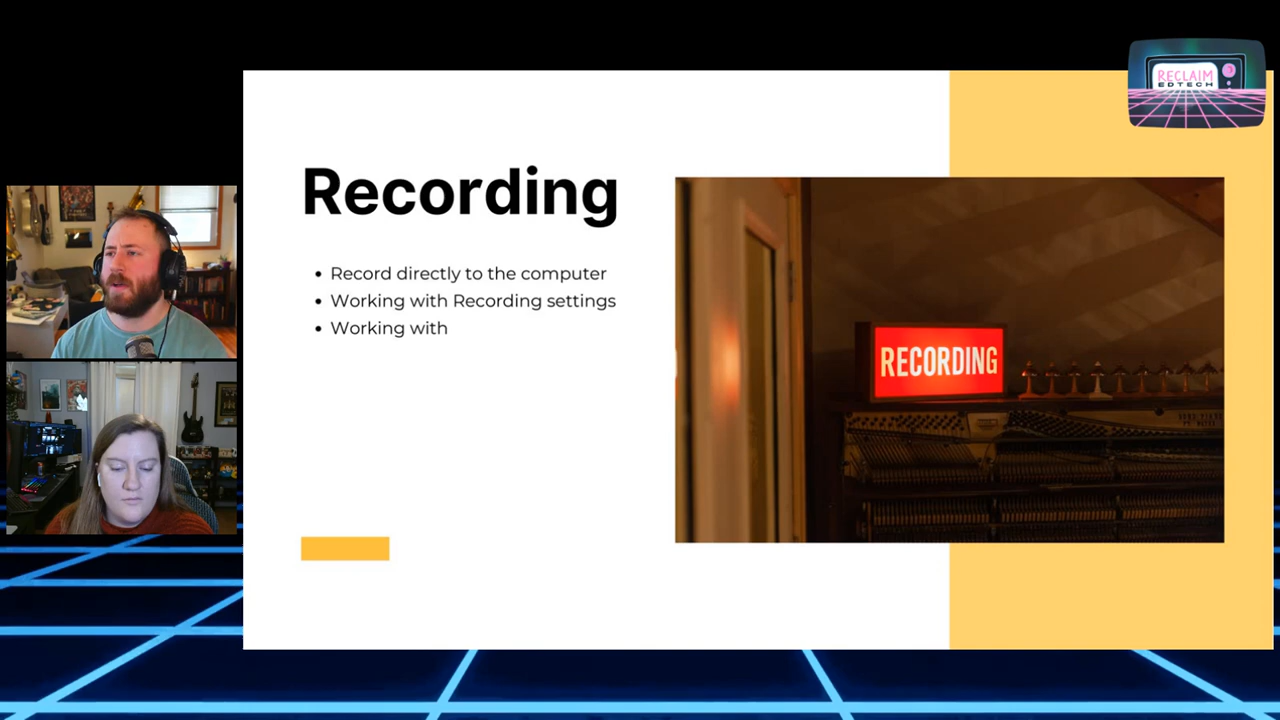 RECLAIM
EDTECH
Recording
• Record directly to the computer
• Working with Recording settings
• Working with
RECORDING